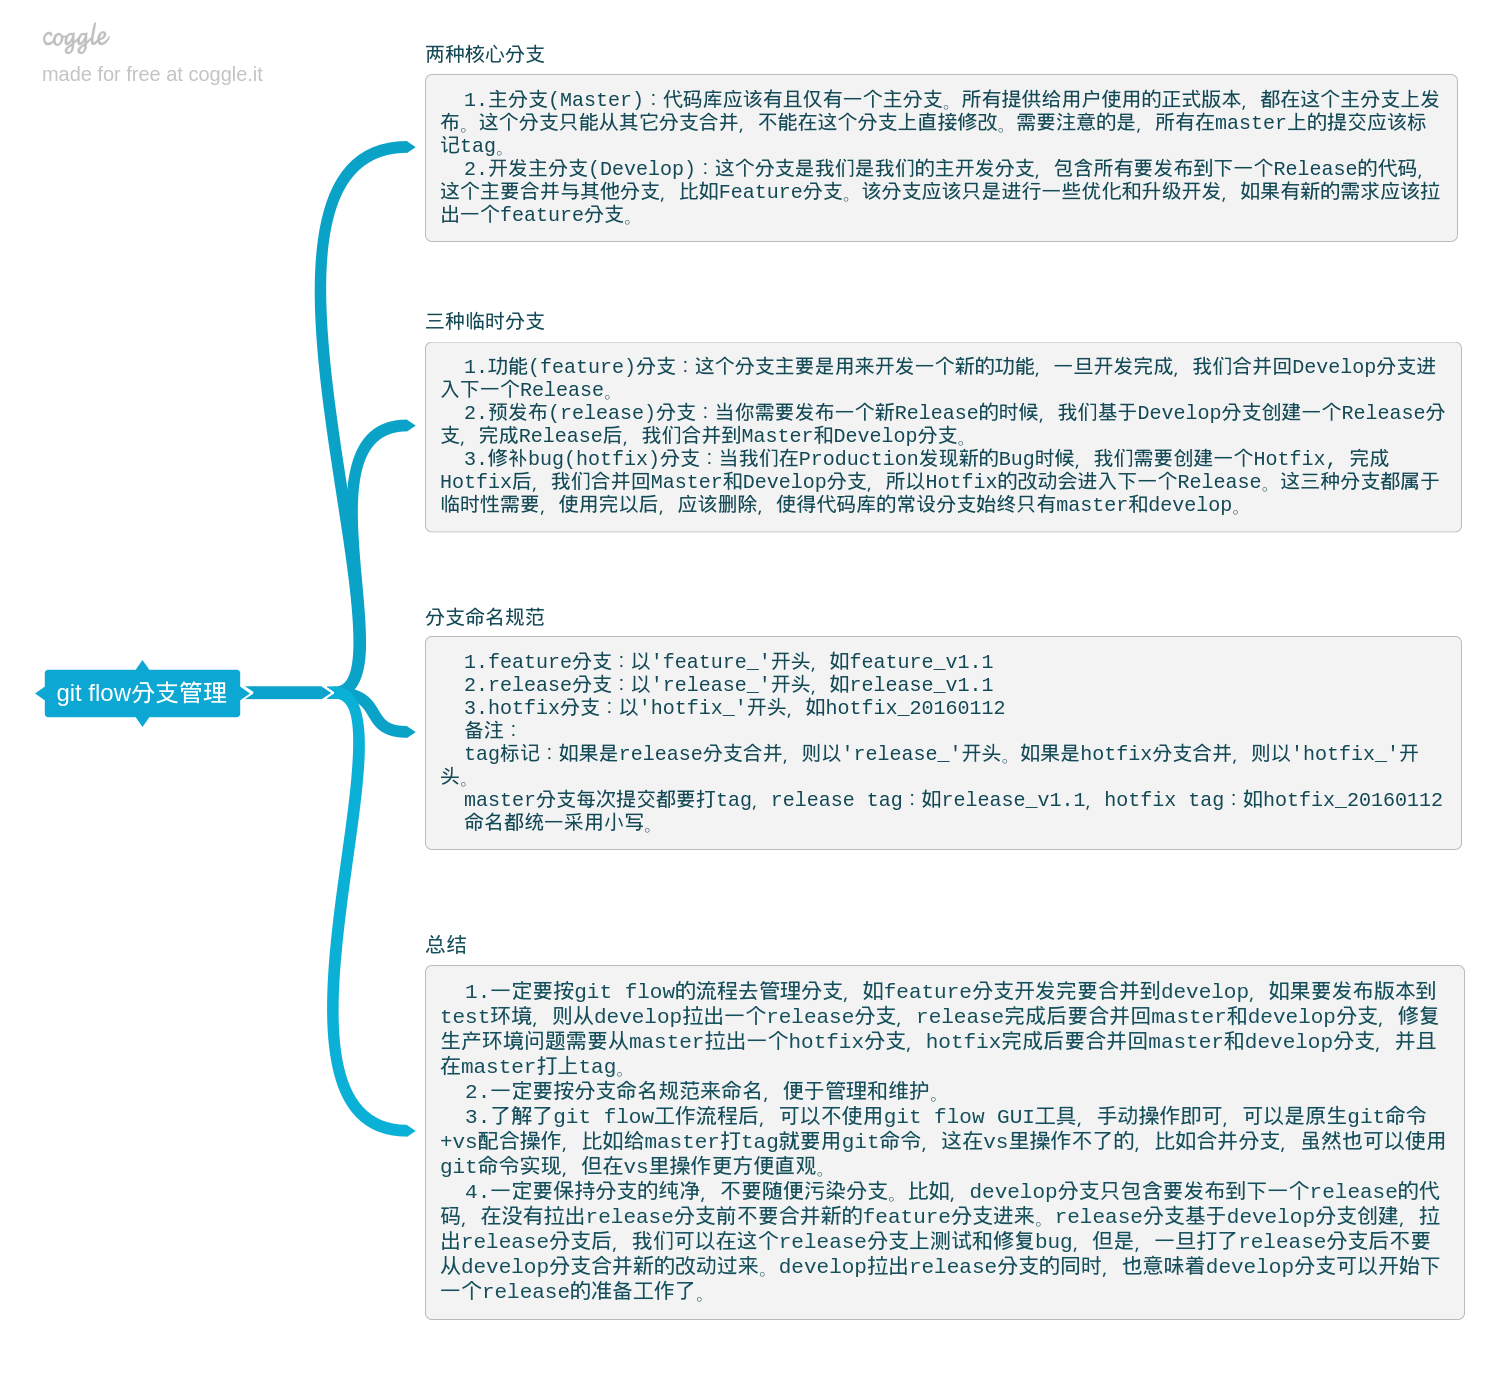 coggle
made for free at coggle.it
两种核心分支
1.主分支(Master)：代码库应该有且仅有一个主分支。所有提供给用户使用的正式版本，都在这个主分支上发
布。这个分支只能从其它分支合并，不能在这个分支上直接修改。需要注意的是，所有在master上的提交应该标
记tag。
2.开发主分支(Develop)：这个分支是我们是我们的主开发分支，包含所有要发布到下一个Release的代码，
这个主要合并与其他分支，比如Feature分支。该分支应该只是进行一些优化和升级开发，如果有新的需求应该拉
出一个feature分支。
三种临时分支
1.功能(feature)分支：这个分支主要是用来开发一个新的功能，一旦开发完成，我们合并回Develop分支进
入下一个Release。
2.预发布(release)分支：当你需要发布一个新Release的时候，我们基于Develop分支创建一个Release分
支，完成Release后，我们合并到Master和Develop分支。
3.修补bug(hotfix)分支：当我们在Production发现新的Bug时候，我们需要创建一个Hotfix, 完成
Hotfix后，我们合并回Master和Develop分支，所以Hotfix的改动会进入下一个Release。这三种分支都属于
临时性需要，使用完以后，应该删除，使得代码库的常设分支始终只有master和develop。
分支命名规范
1.feature分支：以'feature_'开头，如feature_v1.1
2.release分支：以'release_'开头，如release_v1.1
3.hotfix分支：以'hotfix_'开头，如hotfix_20160112
备注：
tag标记：如果是release分支合并，则以'release_'开头。如果是hotfix分支合并，则以'hotfix_'开
头。
master分支每次提交都要打tag，release tag：如release_v1.1，hotfix tag：如hotfix_20160112
命名都统一采用小写。
git flow分支管理
总结
1.一定要按git flow的流程去管理分支，如feature分支开发完要合并到develop，如果要发布版本到
test环境，则从develop拉出一个release分支，release完成后要合并回master和develop分支，修复
生产环境问题需要从master拉出一个hotfix分支，hotfix完成后要合并回master和develop分支，并且
在master打上tag。
2.一定要按分支命名规范来命名，便于管理和维护。
3.了解了git flow工作流程后，可以不使用git flow GUI工具，手动操作即可，可以是原生git命令
+vs配合操作，比如给master打tag就要用git命令，这在vs里操作不了的，比如合并分支，虽然也可以使用
git命令实现，但在vs里操作更方便直观。
4.一定要保持分支的纯净，不要随便污染分支。比如，develop分支只包含要发布到下一个release的代
码，在没有拉出release分支前不要合并新的feature分支进来。release分支基于develop分支创建，拉
出release分支后，我们可以在这个release分支上测试和修复bug，但是，一旦打了release分支后不要
从develop分支合并新的改动过来。develop拉出release分支的同时，也意味着develop分支可以开始下
一个release的准备工作了。